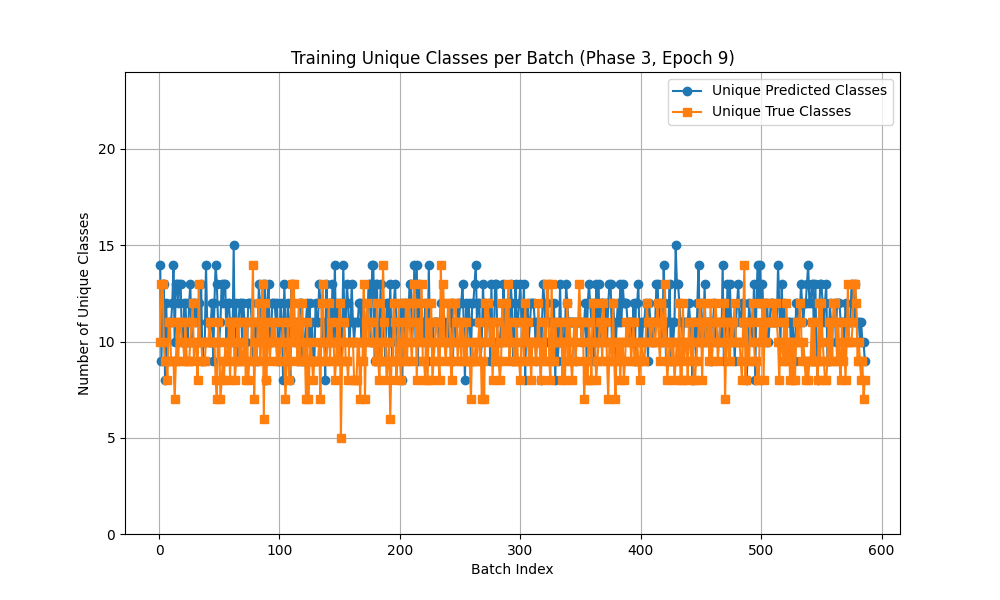 Training Unique Classes per Batch (Phase 3, Epoch 9)
Unique Predicted Classes
Unique True Classes
Number of Unique Classes
20
15
10
5
0
0 100 200 300 400 500 600
Batch Index